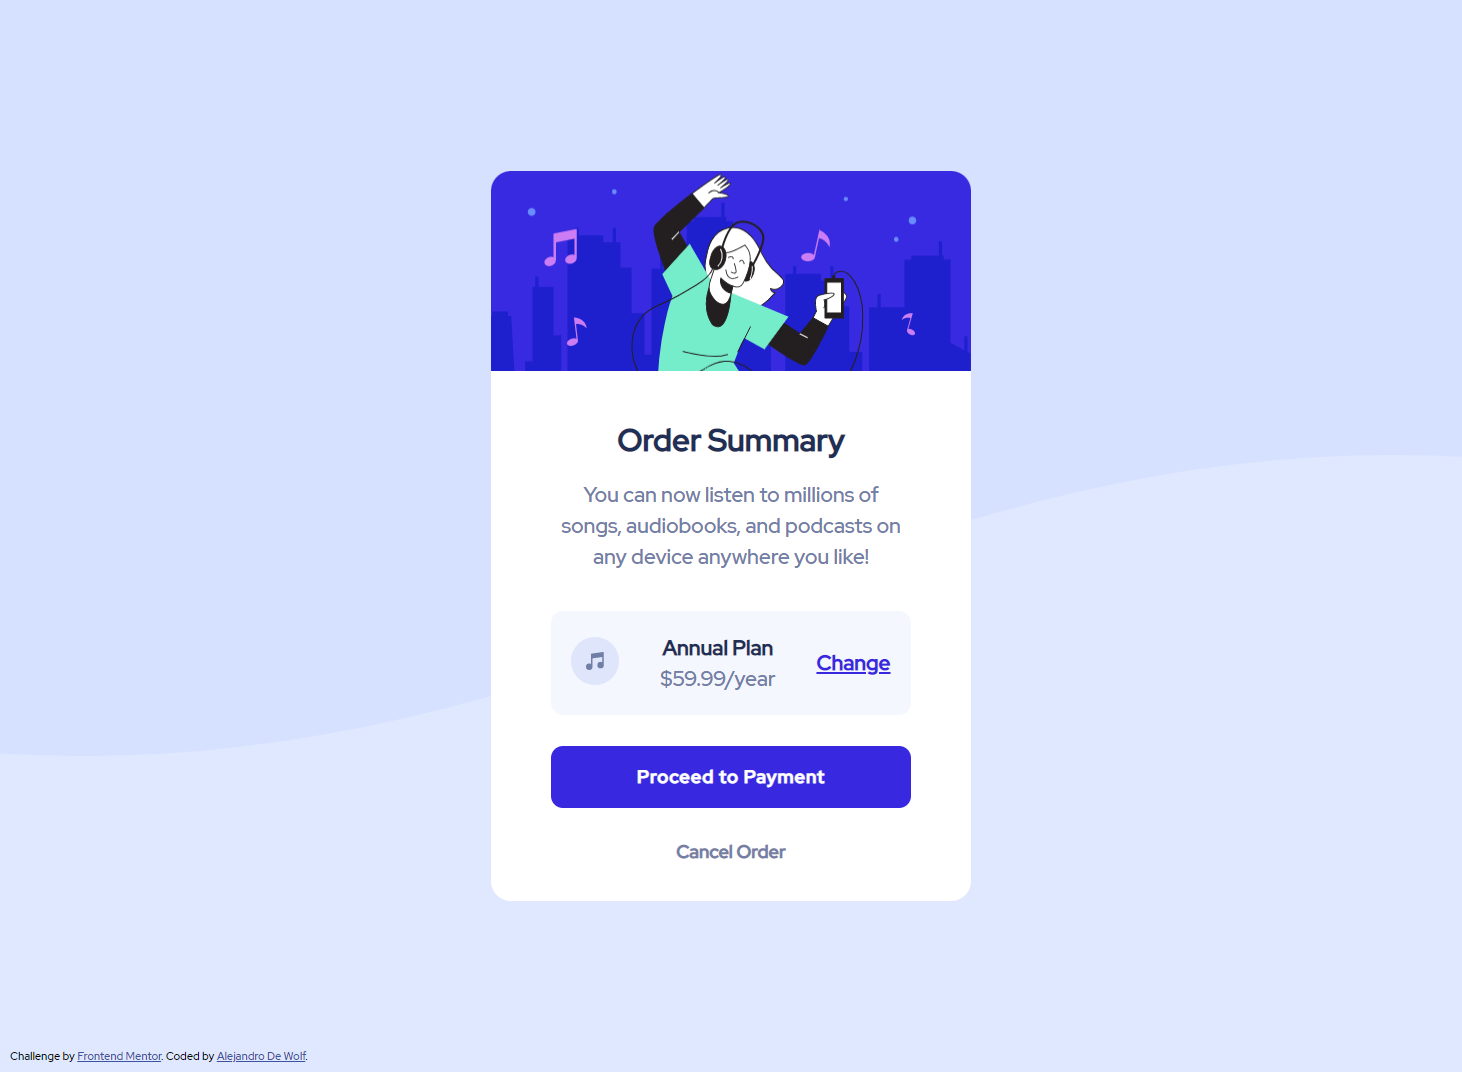 Order Summary
You can now listen to millions of
songs, audiobooks, and podcasts on
any device anywhere you like!
Annual Plan
$59.99/year
Change
Proceed to Payment
Cancel Order
Challenge by Frontend Mentor. Coded by Alejandro De Wolf.